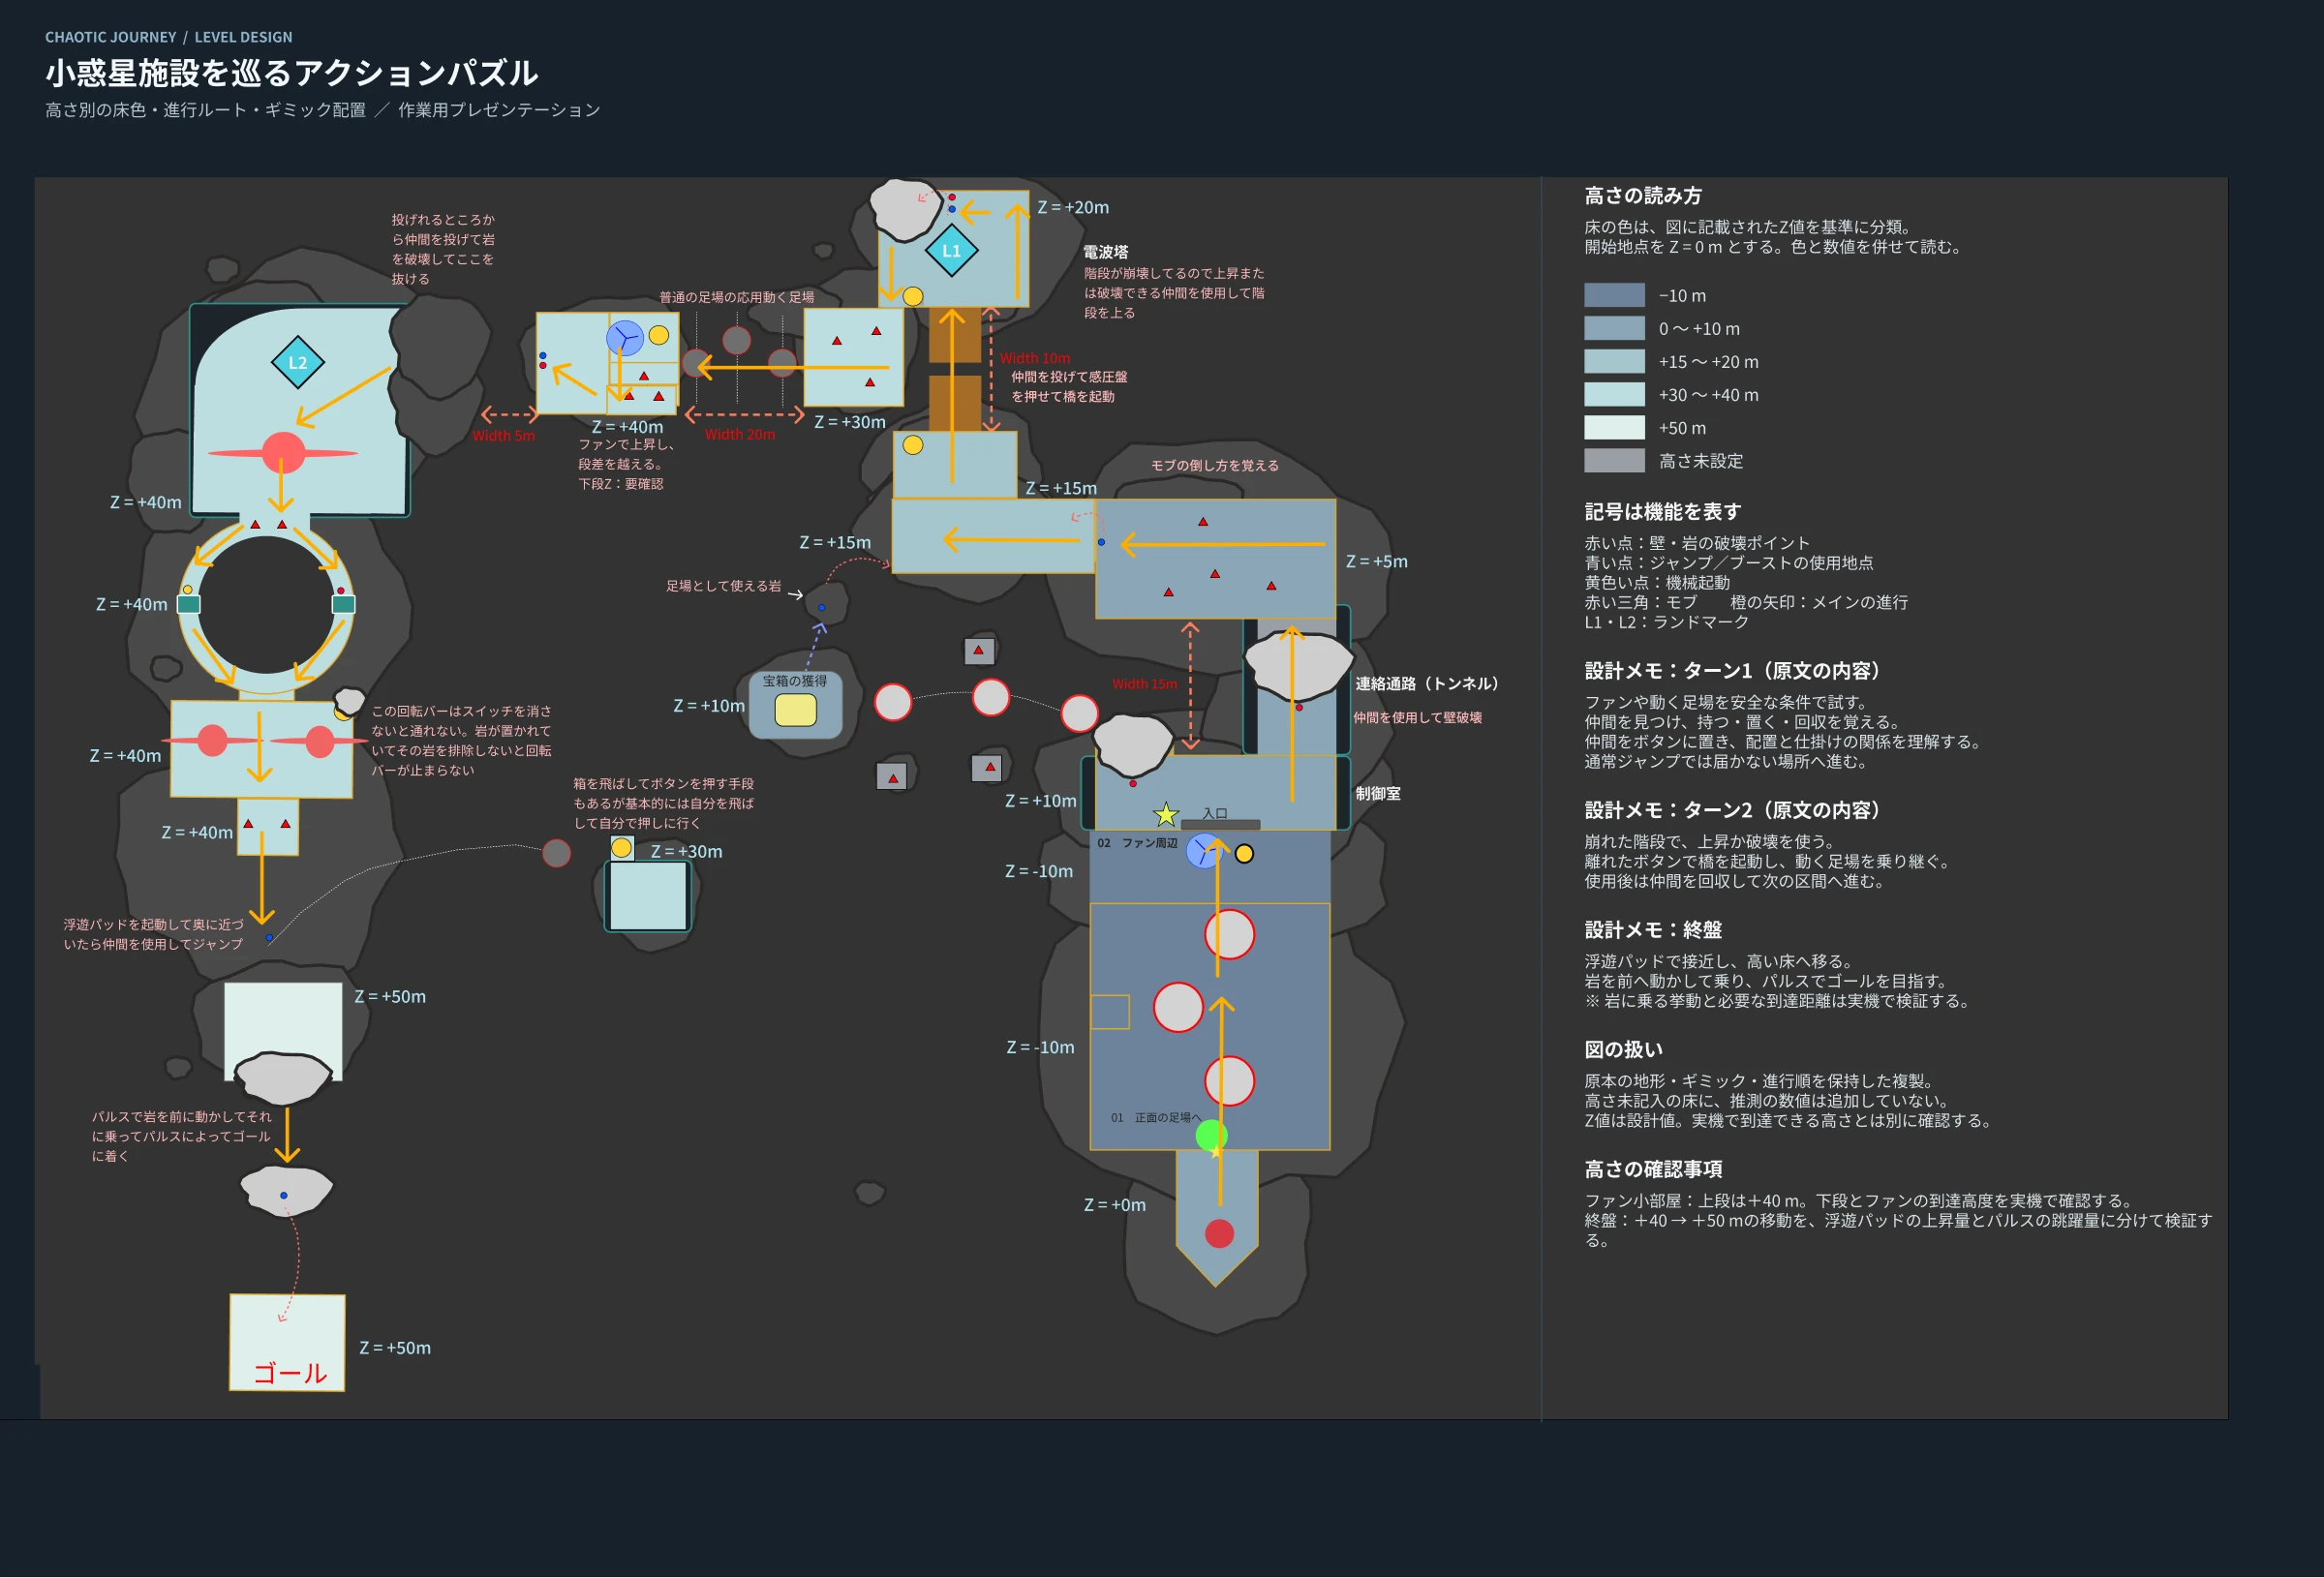 CHAOTIC JOURNEY / LEVEL DESIGN
小惑星施設を巡るアクションパズル
高さ別の床色・進行ルート・ギミック配置 ／ 作業用プレゼンテーション
投げれるところか
ら仲間を投げて岩
を破壊してここを
抜ける
L2
Z = +40m
Z = +40m
Z = +40m
この回転バーはスイッチを消さ
ないと通れない。岩が置かれて
いてその岩を排除しないと回転
バーが止まらない
Z = +40m
浮遊パッドを起動して奥に近づ
いたら仲間を使用してジャンプ
Z = +50m
パルスで岩を前に動かしてそれ
に乗ってパルスによってゴール
に着く
ゴール
Z = +50m
Width 5m
Z = +40m
ファンで上昇し、
段差を越える。
下段Z：要確認
普通の足場の応用動く足場
Width 20m
Z = +30m
L1
Z = +20m
電波塔
階段が崩壊してるので上昇また
は破壊できる仲間を使用して階
段を上る
Width 10m
仲間を投げて感圧盤
を押せて橋を起動
Z = +15m
モブの倒し方を覚える
Z = +15m
Z = +5m
足場として使える岩
宝箱の獲得
Z = +10m
Width 15m
連絡通路（トンネル）
仲間を使用して壁破壊
箱を飛ばしてボタンを押す手段
もあるが基本的には自分を飛ば
して自分で押しに行く
Z = +30m
Z = +10m
制御室
入口
02　ファン周辺
Z = -10m
Z = -10m
01　正面の足場へ
Z = +0m
高さの読み方
床の色は、図に記載されたZ値を基準に分類。
開始地点を Z = 0 m とする。色と数値を併せて読む。
−10 m
0 〜 +10 m
+15 〜 +20 m
+30 〜 +40 m
+50 m
高さ未設定
記号は機能を表す
赤い点：壁・岩の破壊ポイント
青い点：ジャンプ／ブーストの使用地点
黄色い点：機械起動
赤い三角：モブ　　橙の矢印：メインの進行
L1・L2：ランドマーク
設計メモ：ターン1（原文の内容）
ファンや動く足場を安全な条件で試す。
仲間を見つけ、持つ・置く・回収を覚える。
仲間をボタンに置き、配置と仕掛けの関係を理解する。
通常ジャンプでは届かない場所へ進む。
設計メモ：ターン2（原文の内容）
崩れた階段で、上昇か破壊を使う。
離れたボタンで橋を起動し、動く足場を乗り継ぐ。
使用後は仲間を回収して次の区間へ進む。
設計メモ：終盤
浮遊パッドで接近し、高い床へ移る。
岩を前へ動かして乗り、パルスでゴールを目指す。
※ 岩に乗る挙動と必要な到達距離は実機で検証する。
図の扱い
原本の地形・ギミック・進行順を保持した複製。
高さ未記入の床に、推測の数値は追加していない。
Z値は設計値。実機で到達できる高さとは別に確認する。
高さの確認事項
ファン小部屋：上段は＋40 m。下段とファンの到達高度を実機で確認する。
終盤：＋40 → ＋50 mの移動を、浮遊パッドの上昇量とパルスの跳躍量に分けて検証す
る。